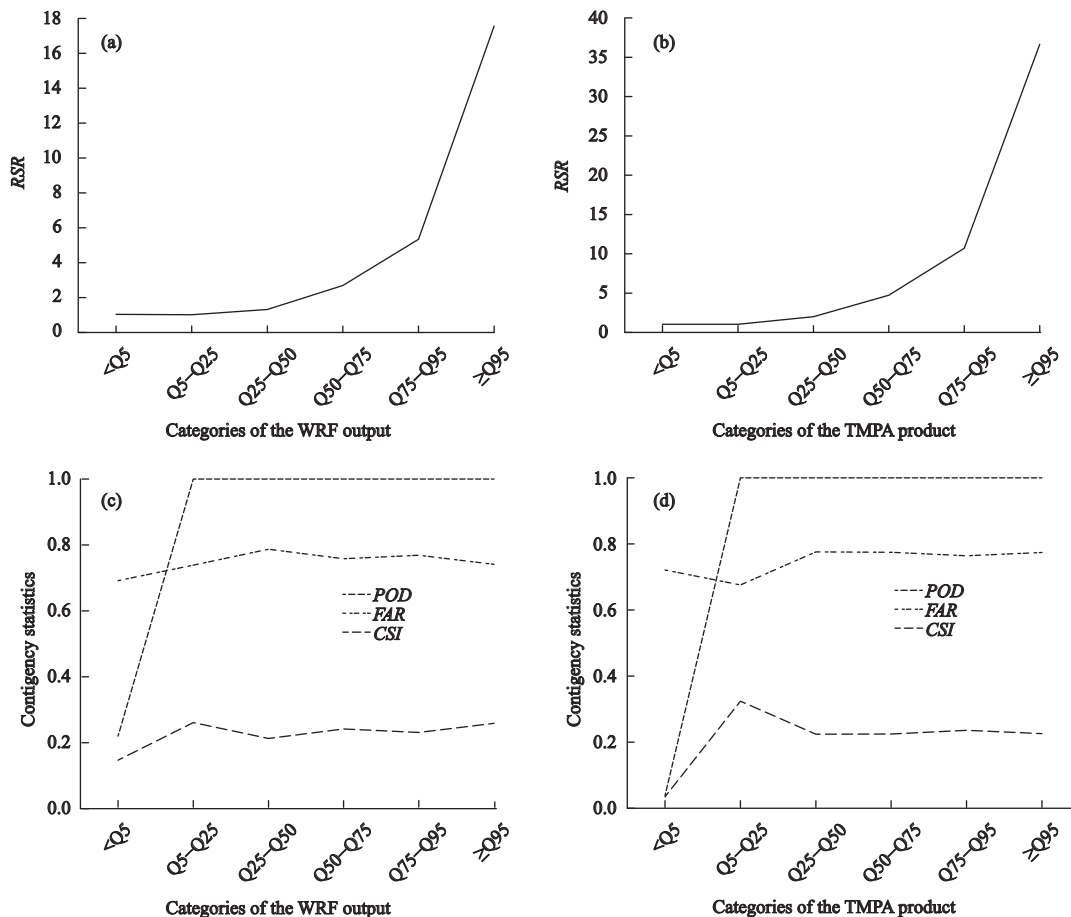 (a)
18
16
14
12
10
8
6
4
2
0
RSR
<Q5
Q5–Q25
Q25–Q50
Q50–Q75
Q75–Q95
≥Q95
Categories of the WRF output
(b)
40
35
30
25
20
15
10
5
0
RSR
<Q5
Q5–Q25
Q25–Q50
Q50–Q75
Q75–Q95
≥Q95
Categories of the TMPA product
(c)
1.0
0.8
0.6
0.4
0.2
0.0
Contigency statistics
POD
FAR
CSI
<Q5
Q5–Q25
Q25–Q50
Q50–Q75
Q75–Q95
≥Q95
Categories of the WRF output
(d)
1.0
0.8
0.6
0.4
0.2
0.0
Contigency statistics
POD
FAR
CSI
<Q5
Q5–Q25
Q25–Q50
Q50–Q75
Q75–Q95
≥Q95
Categories of the TMPA product